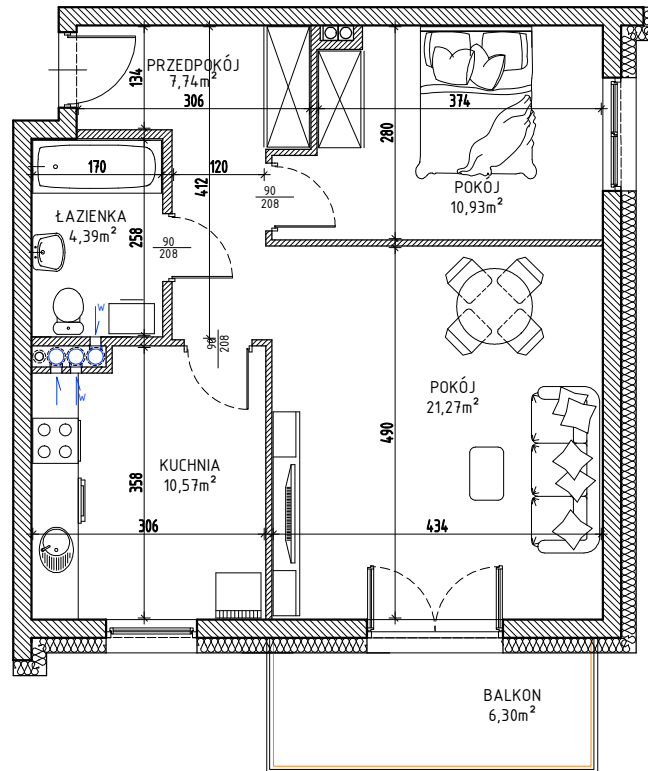 PRZEDPOKÓJ
7,74m²
134
306
374
280
POKÓJ
10,93m²
170
120
412
90
208
ŁAZIENKA
4,39m²
258
90
208
W
90
208
W
POKÓJ
21,27m²
490
KUCHNIA
10,57m²
358
306
434
BALKON
6,30m²